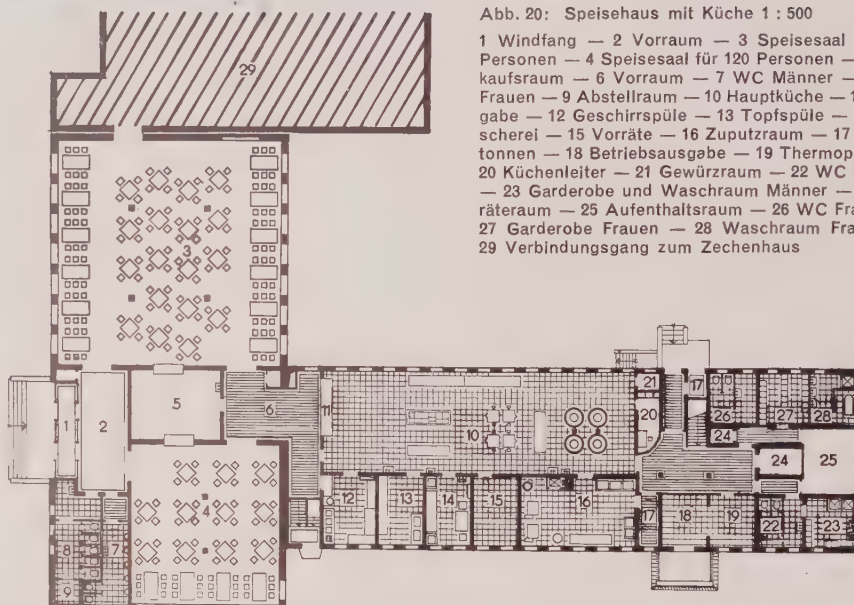 Abb. 20: Speisehaus mit Küche 1 : 500
1 Windfang — 2 Vorraum — 3 Speisesaal
Personen — 4 Speisesaal für 120 Personen —
kaufsraum — 6 Vorraum — 7 WC Männer —
Frauen — 9 Abstellraum — 10 Hauptküche — 1
gabe — 12 Geschirrspüle — 13 Topfspüle —
scherei — 15 Vorräte — 16 Zuputzraum — 17
tonnen — 18 Betriebsausgabe — 19 Thermop
20 Küchenleiter — 21 Gewürzraum — 22 WC
— 23 Garderobe und Waschraum Männer —
räteraum — 25 Aufenthaltsraum — 26 WC Fra
27 Garderobe Frauen — 28 Waschraum Fra
29 Verbindungsgang zum Zechenhaus
29
3
1 2 5 6 11 10 21 20 17 26 27 28
24 24 25
4 12 13 14 15 16 17 18 19 22 23
8 7
9